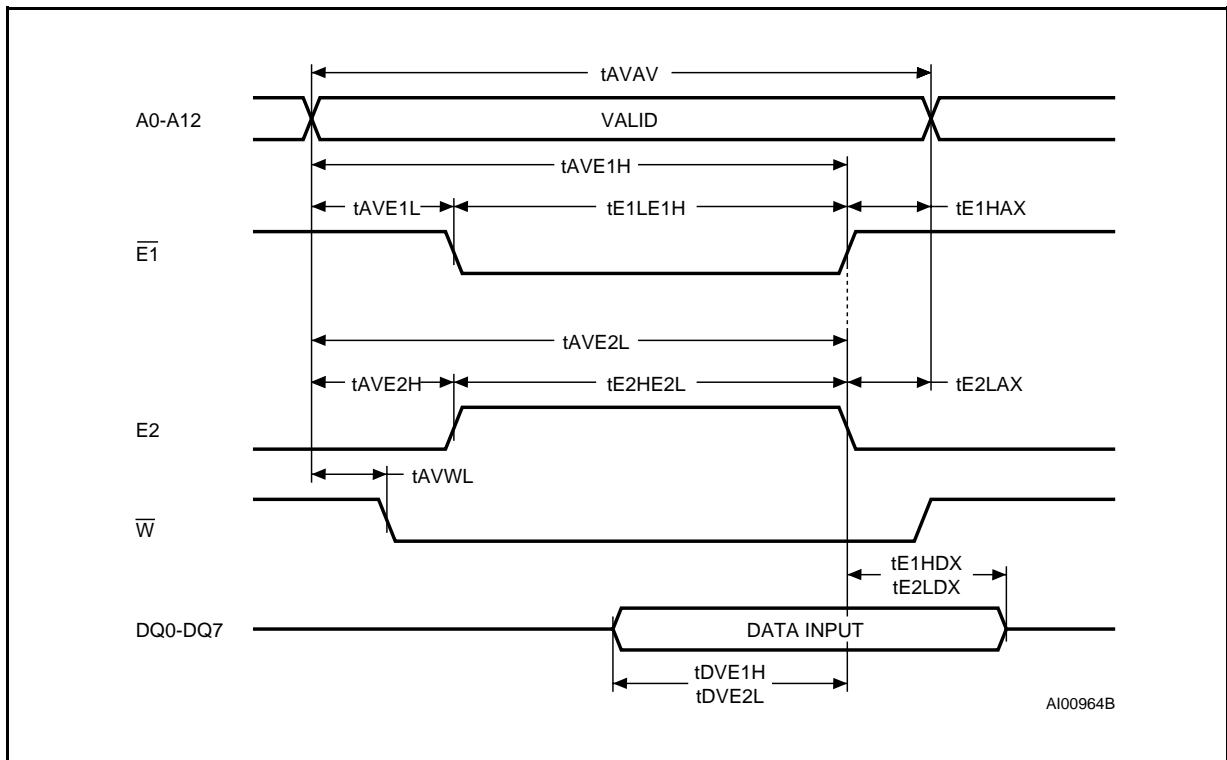 tAVAV
A0-A12 VALID
tAVE1H
tAVE1L tE1LE1H tE1HAX
E1
tAVE2L
tAVE2H tE2HE2L tE2LAX
E2
tAVWL
W
tE1HDX
tE2LDX
DQ0-DQ7 DATA INPUT
tDVE1H
tDVE2L
AI00964B